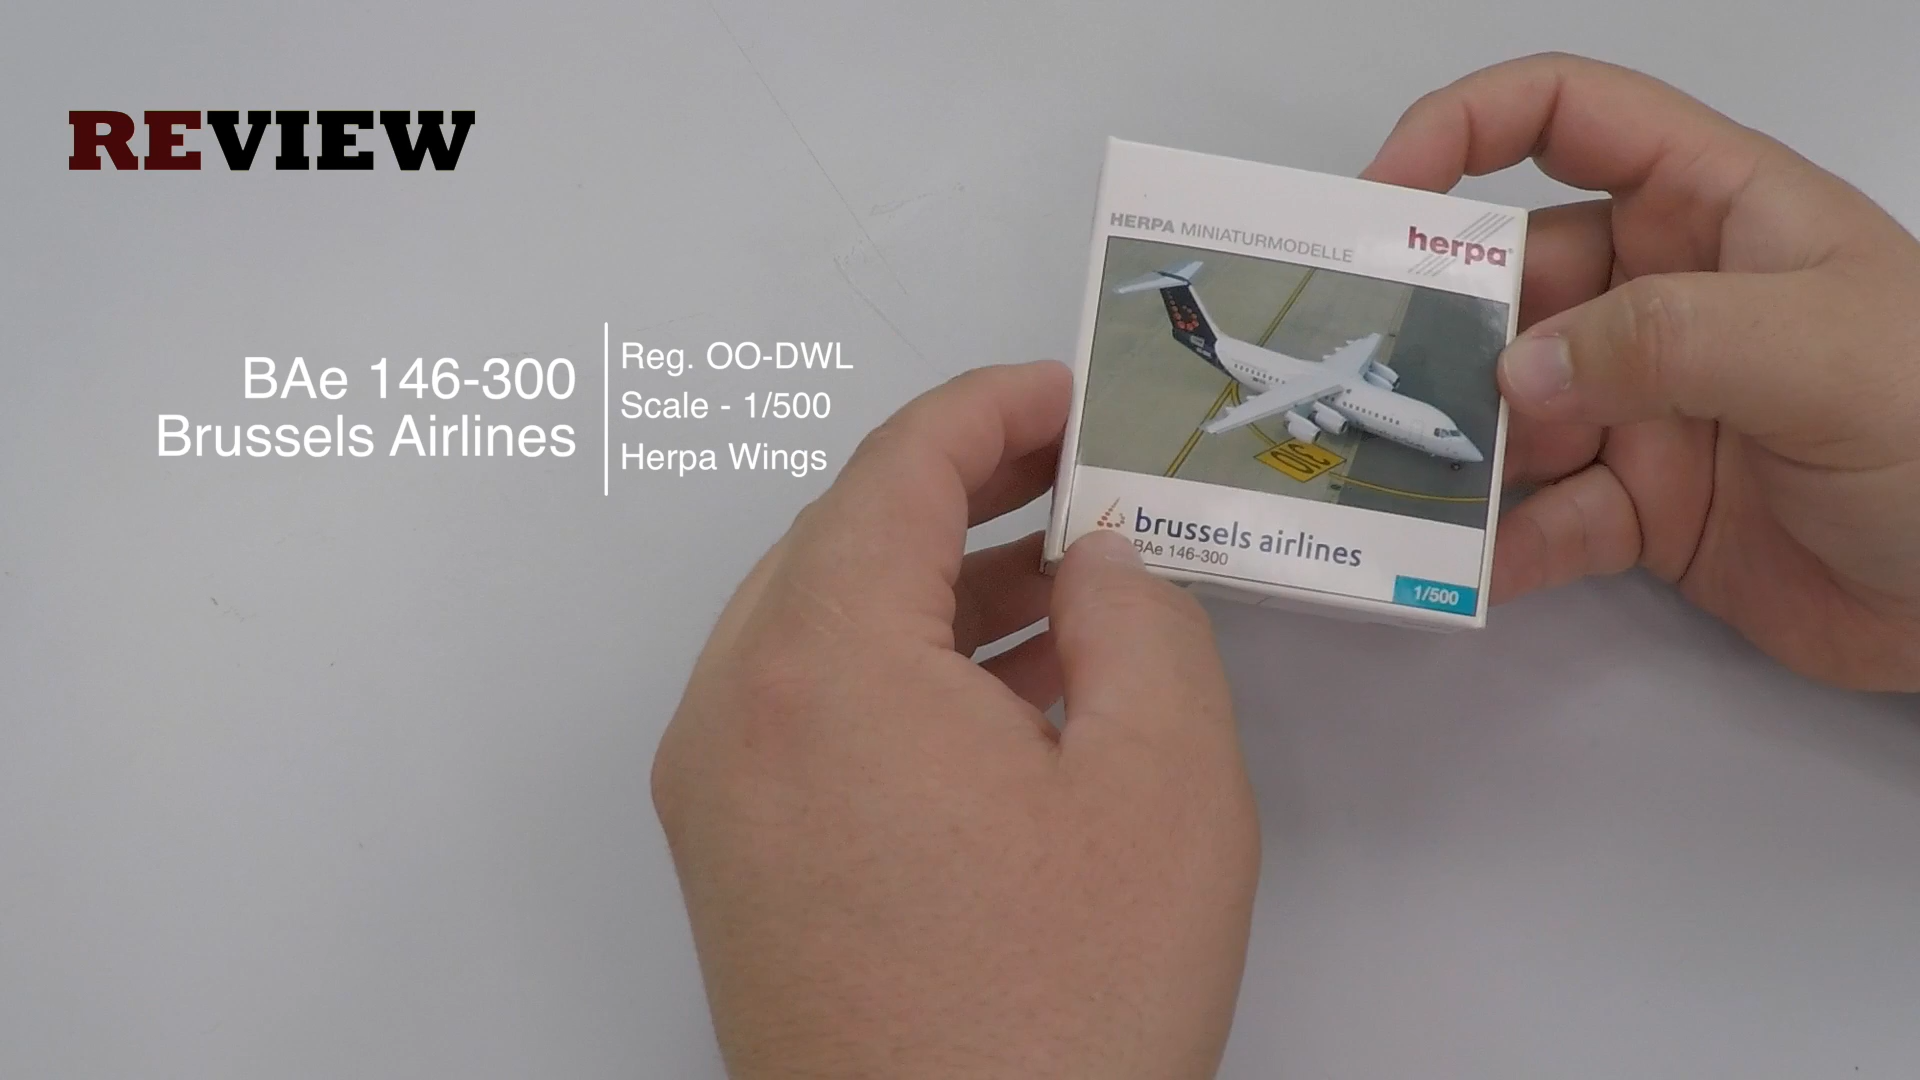 REVIEW
BAe 146-300
Brussels Airlines
Reg. OO-DWL
Scale - 1/500
Herpa Wings
HERPA MINIATURMODELLE
herpa
brussels airlines
BAe 146-300
1/500